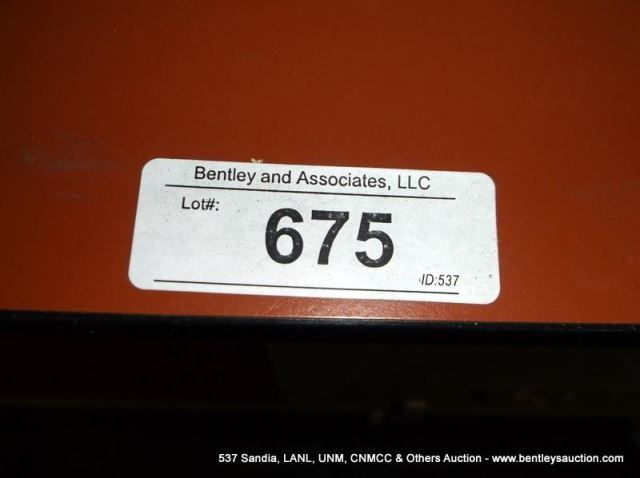 Bentley and Associates, LLC
Lot#:
675
ID:537
537 Sandia, LANL, UNM, CNMCC & Others Auction - www.bentleysauction.com